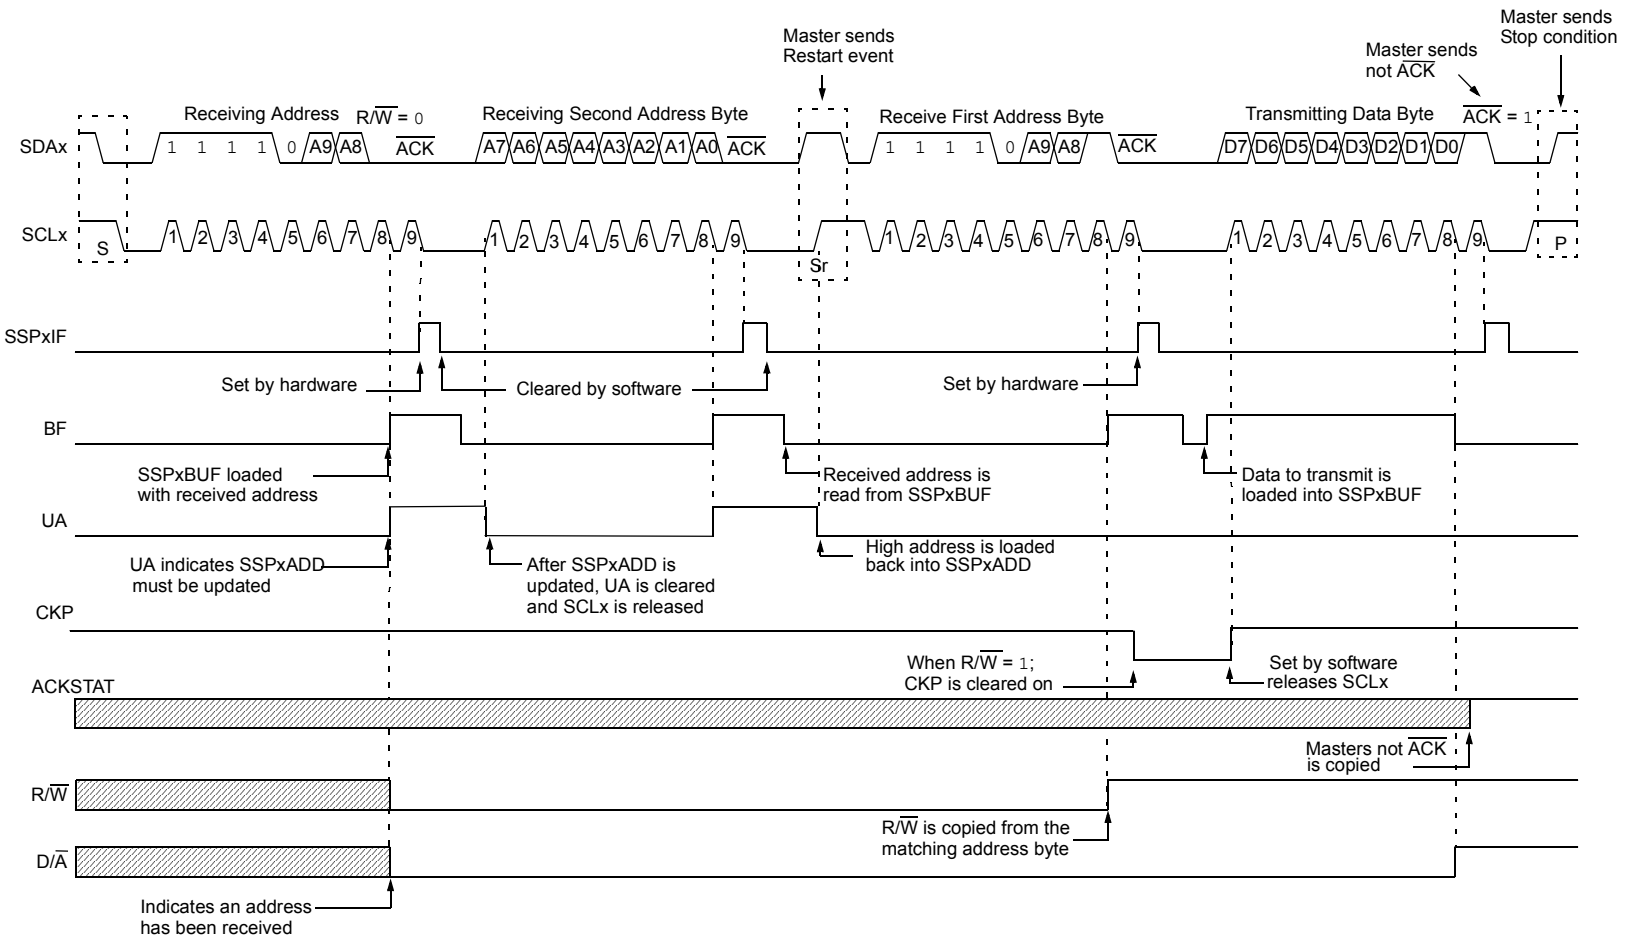 Master sends
Stop condition
Master sends
Restart event
Master sends
not ACK
Receiving Address R/W = 0
Receiving Second Address Byte
Receive First Address Byte
Transmitting Data Byte
ACK = 1
SDAx
1 1 1 1 0 A9 A8 ACK
A7 A6 A5 A4 A3 A2 A1 A0 ACK
1 1 1 1 0 A9 A8 ACK
D7 D6 D5 D4 D3 D2 D1 D0
SCLx
S
1 2 3 4 5 6 7 8 9
1 2 3 4 5 6 7 8 9
Sr
1 2 3 4 5 6 7 8 9
1 2 3 4 5 6 7 8 9
P
SSPxIF
Set by hardware
Cleared by software
Set by hardware
BF
SSPxBUF loaded
with received address
Received address is
read from SSPxBUF
Data to transmit is
loaded into SSPxBUF
UA
UA indicates SSPxADD
must be updated
After SSPxADD is
updated, UA is cleared
and SCLx is released
High address is loaded
back into SSPxADD
CKP
When R/W = 1;
CKP is cleared on
Set by software
releases SCLx
ACKSTAT
Masters not ACK
is copied
R/W
R/W is copied from the
matching address byte
D/A
Indicates an address
has been received